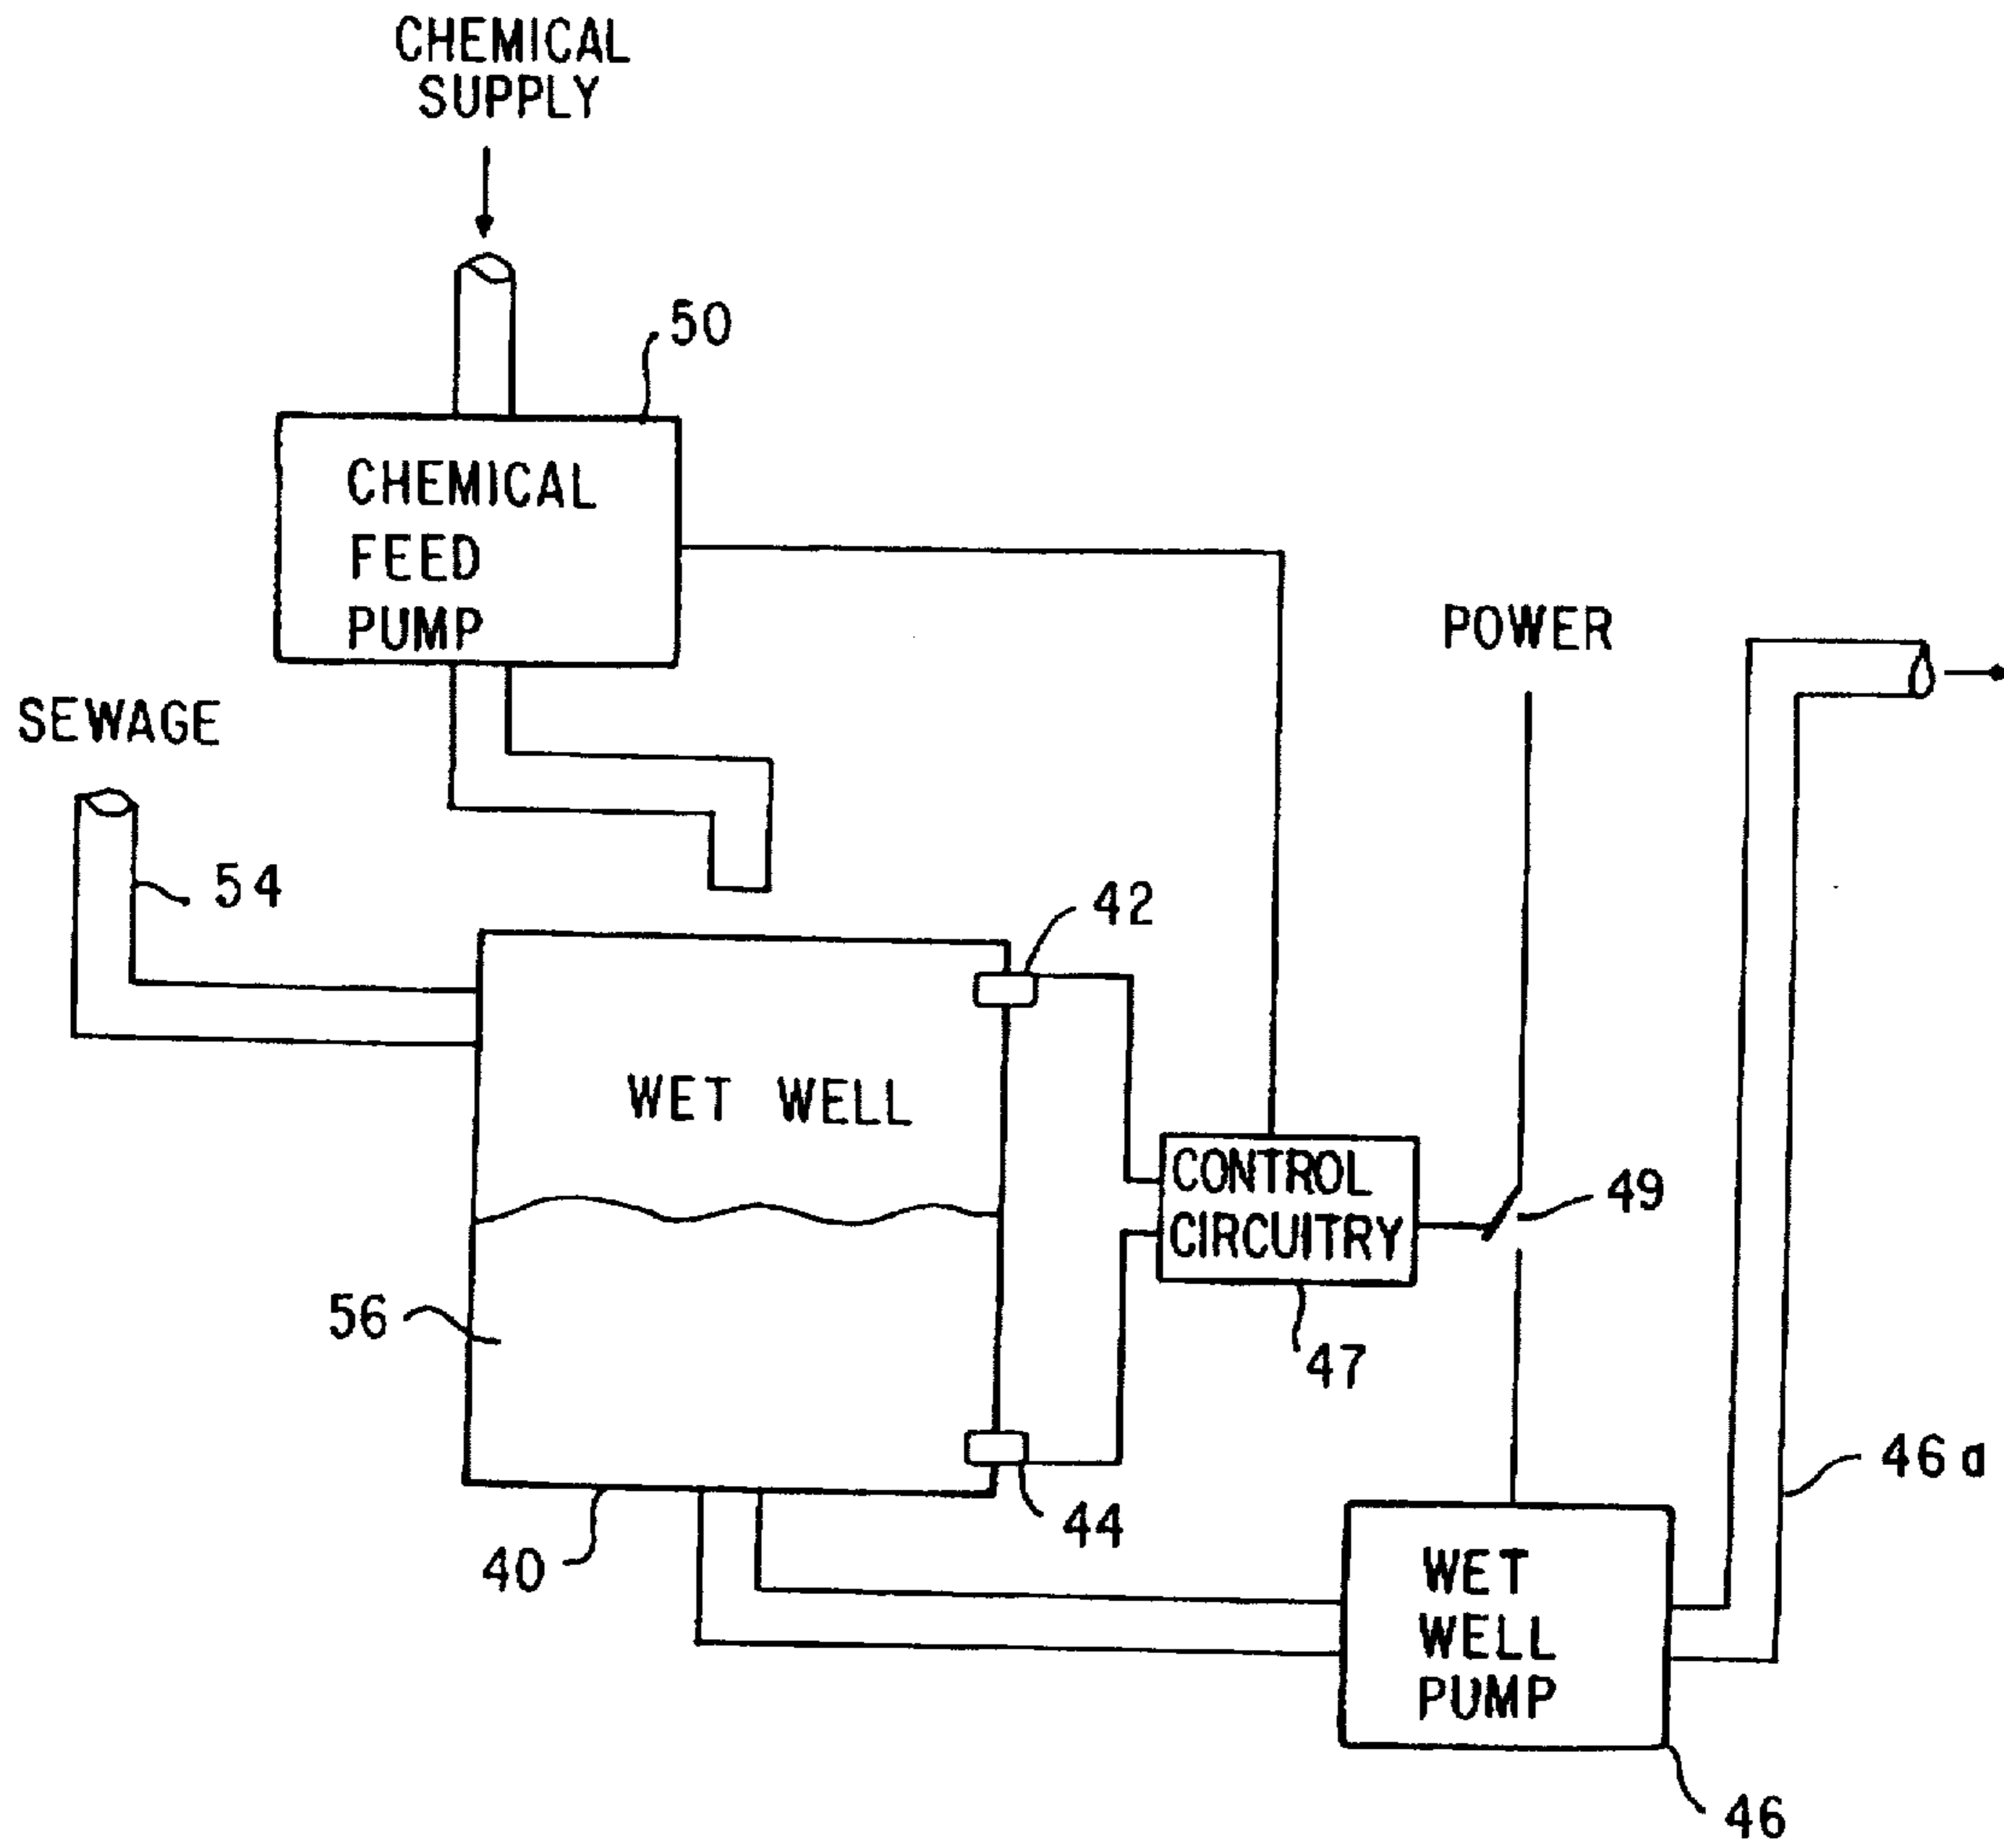 CHEMICAL
SUPPLY
50
CHEMICAL
FEED
PUMP
POWER
SEWAGE
54
42
WET WELL
CONTROL
CIRCUITRY
49
56
47
46a
44
40
WET
WELL
PUMP
46